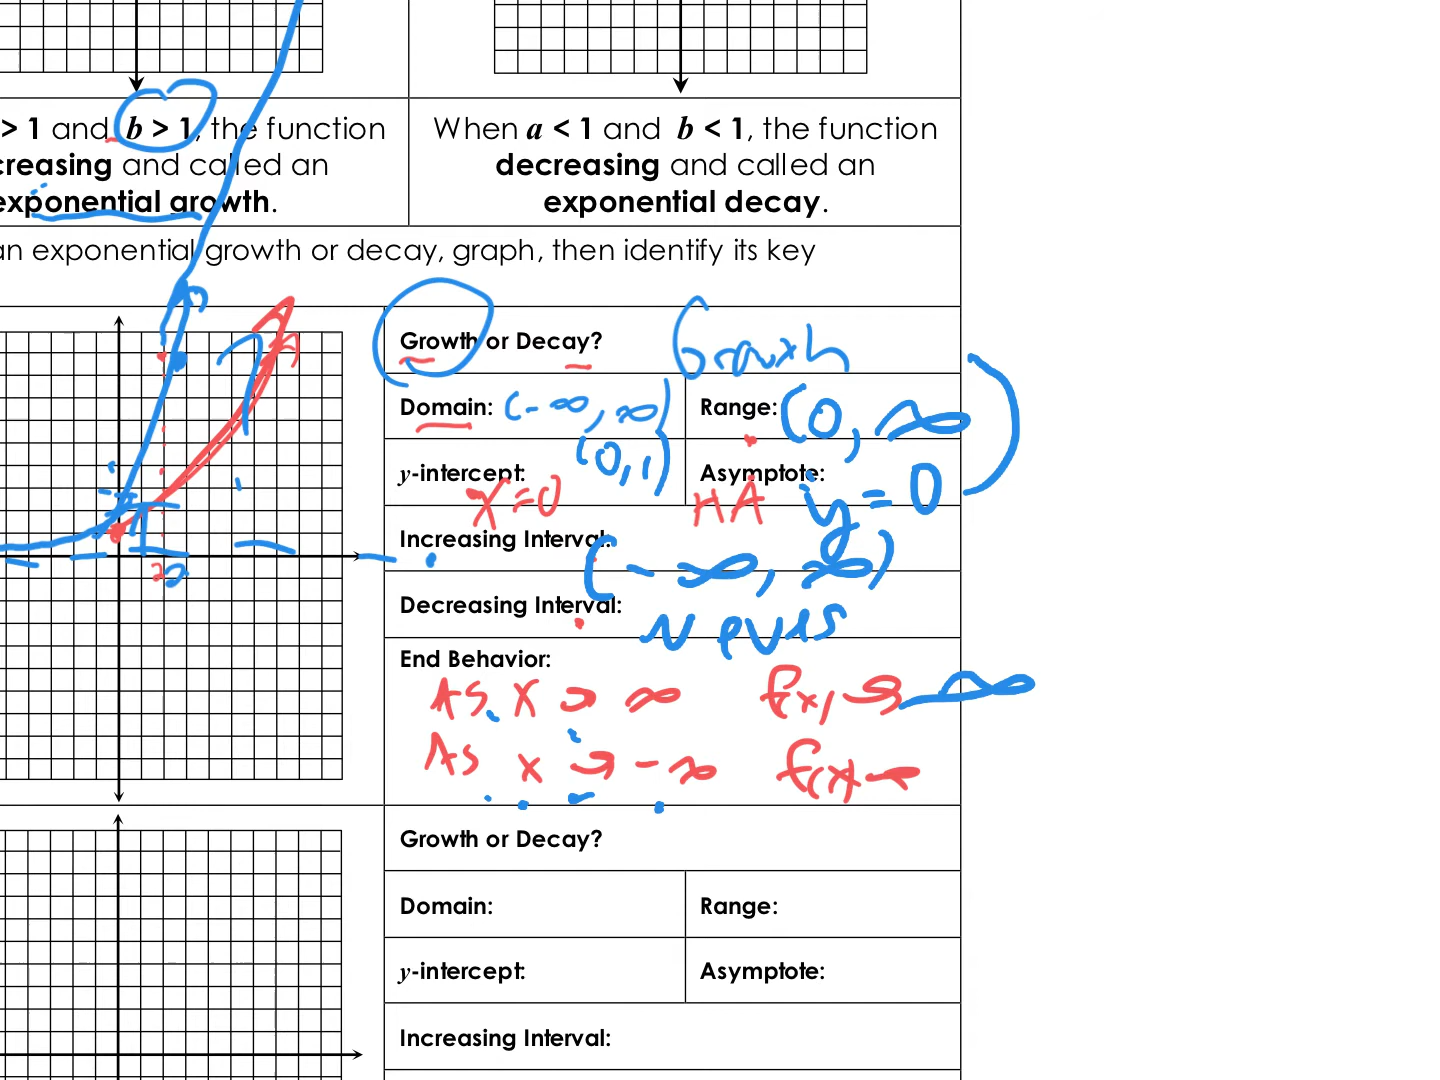 > 1 and b > 1, the function
creasing and called an
exponential growth.
When a < 1 and b < 1, the function
decreasing and called an
exponential decay.
an exponential growth or decay, graph, then identify its key
Growth or Decay? Growth
Domain: (-∞, ∞)
Range: (0, ∞)
y-intercept: (0,1)
x=0
Asymptote: y = 0
HA
Increasing Interval: (-∞, ∞)
Decreasing Interval:
End Behavior:
As x → ∞ f(x) → ∞
As x → -∞ f(x) →
2
Growth or Decay?
Domain:
Range:
y-intercept:
Asymptote:
Increasing Interval: